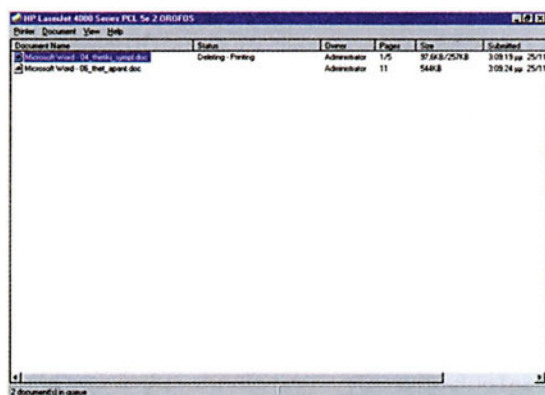 HP LaserJet 4000 Series PCL 5e 2 OROFOS
Printer Document View Help
Document Name Status Owner Pages Size Submitted
Microsoft Word - 04_thetiki_sympl.doc Deleting - Printing Administrator 1/5 97,6KB/257KB 3:09:19 μμ 25/11
Microsoft Word - 06_thet_apant.doc Administrator 11 544KB 3:09:24 μμ 25/11
2 document(s) in queue